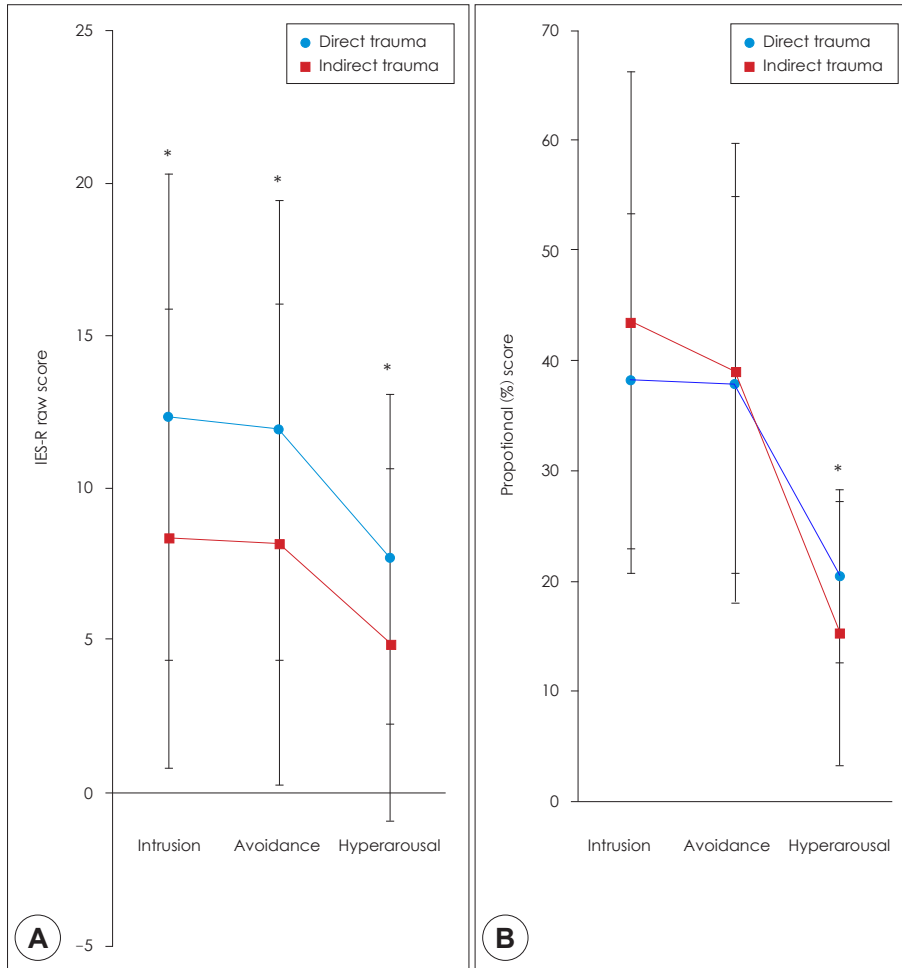 25
20
15
10
5
0
−5
IES-R raw score
Direct trauma
Indirect trauma
*
*
*
Intrusion Avoidance Hyperarousal
A
70
60
50
40
30
20
10
0
Propotional (%) score
Direct trauma
Indirect trauma
*
Intrusion Avoidance Hyperarousal
B